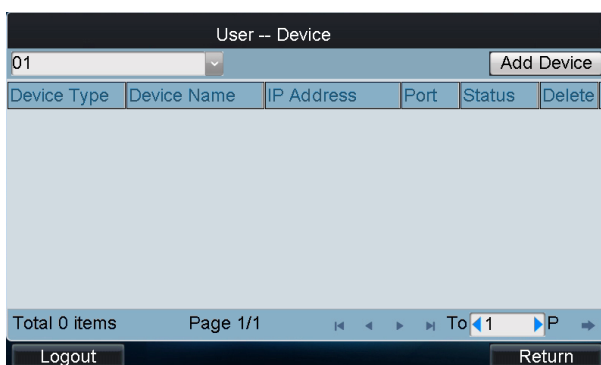 User -- Device
01 Add Device
Device Type Device Name IP Address Port Status Delete
Total 0 items Page 1/1 To 1 P
Logout Return